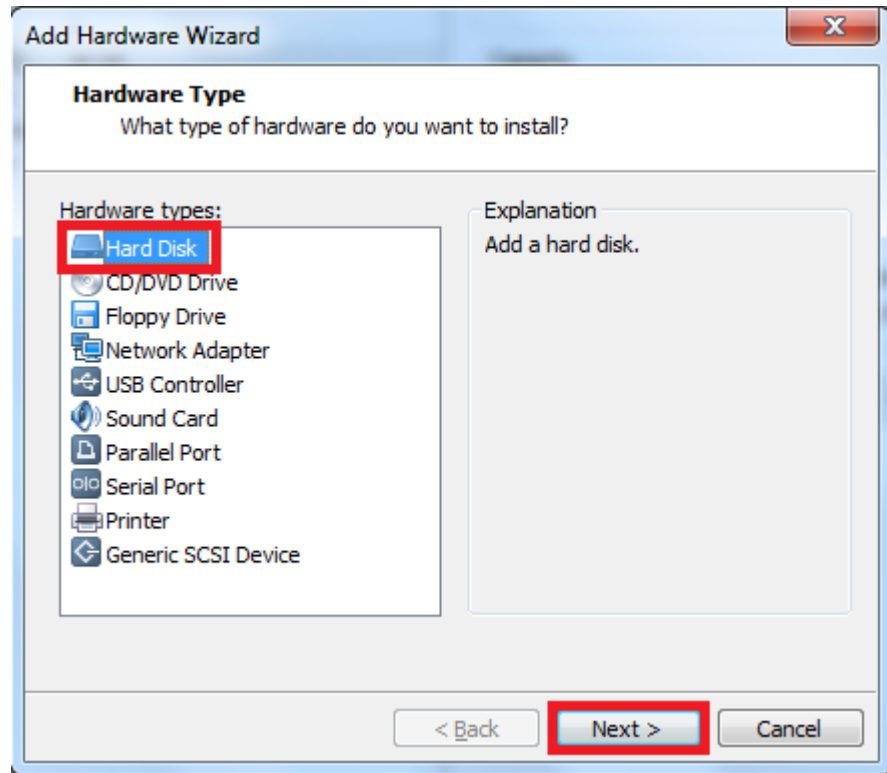 Add Hardware Wizard
Hardware Type
What type of hardware do you want to install?
Hardware types:
Hard Disk
CD/DVD Drive
Floppy Drive
Network Adapter
USB Controller
Sound Card
Parallel Port
Serial Port
Printer
Generic SCSI Device
Explanation
Add a hard disk.
< Back
Next >
Cancel